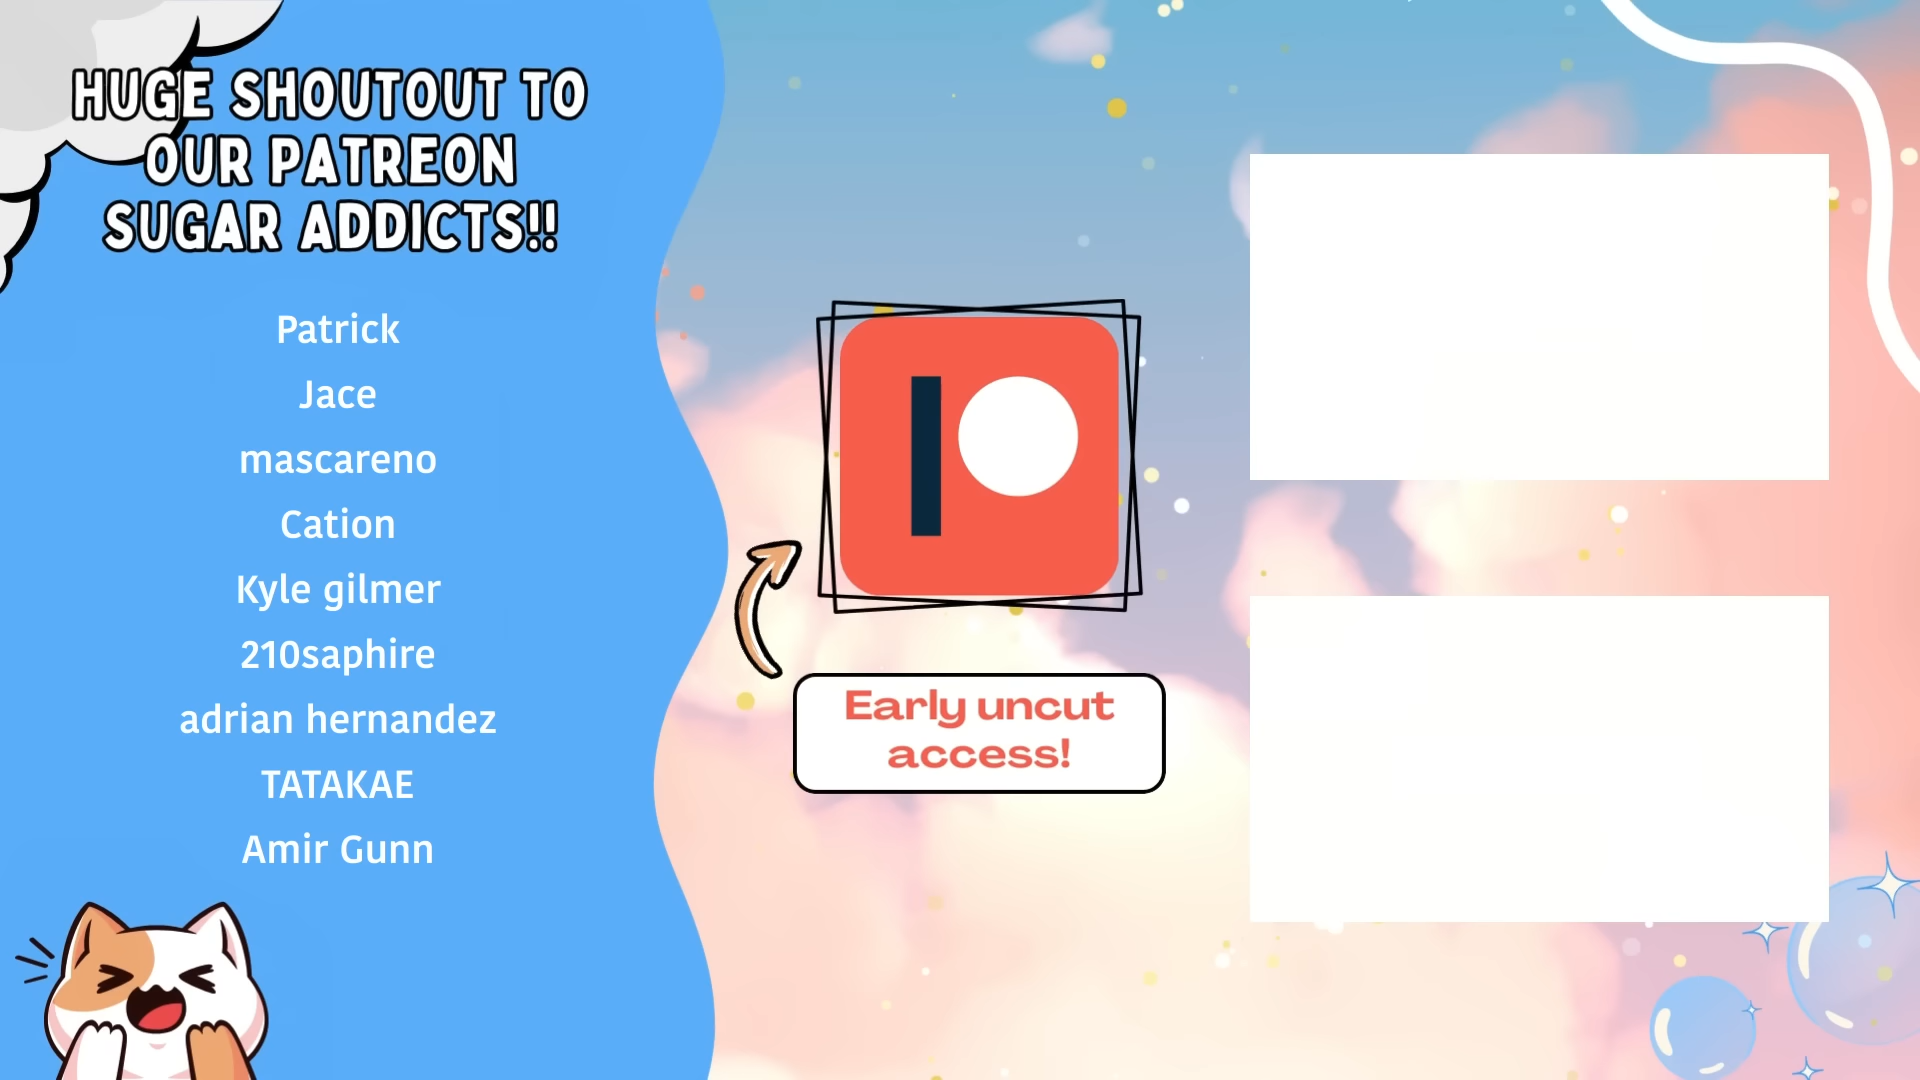 HUGE SHOUTOUT TO
OUR PATREON
SUGAR ADDICTS!!
Patrick
Jace
mascareno
Cation
Kyle gilmer
210saphire
adrian hernandez
TATAKAE
Amir Gunn
Early uncut
access!